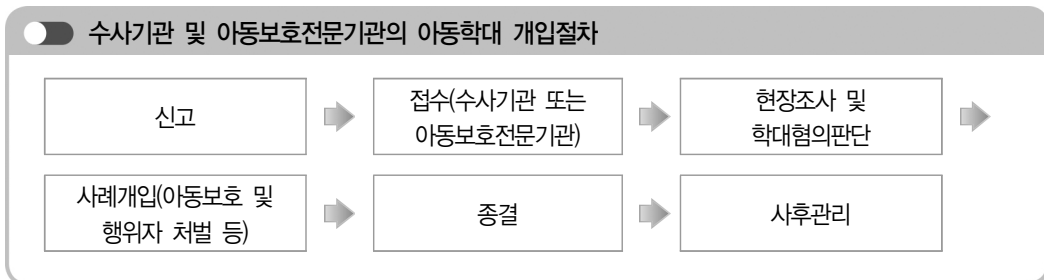 수사기관 및 아동보호전문기관의 아동학대 개입절차
신고
접수(수사기관 또는
아동보호전문기관)
현장조사 및
학대혐의판단
사례개입(아동보호 및
행위자 처벌 등)
종결
사후관리